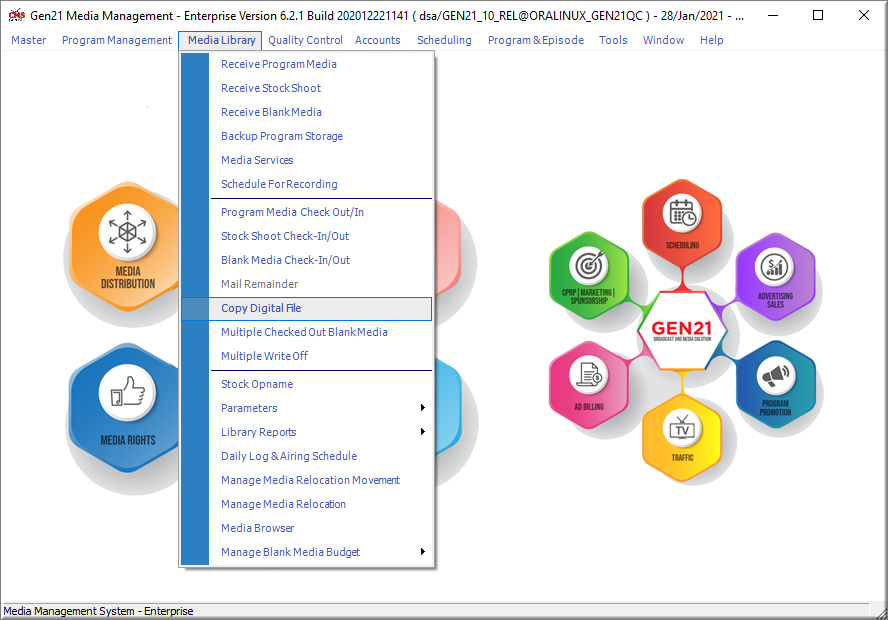 Gen21 Media Management - Enterprise Version 6.2.1 Build 202012221141 ( dsa/GEN21_10_REL@ORALINUX_GEN21QC ) - 28/Jan/2021 - ...
Master Program Management Media Library Quality Control Accounts Scheduling Program & Episode Tools Window Help
Receive Program Media
Receive Stock Shoot
Receive Blank Media
Backup Program Storage
Media Services
Schedule For Recording
Program Media Check Out/In
Stock Shoot Check-In/Out
Blank Media Check-In/Out
Mail Remainder
Copy Digital File
Multiple Checked Out Blank Media
Multiple Write Off
Stock Opname
Parameters
Library Reports
Daily Log & Airing Schedule
Manage Media Relocation Movement
Manage Media Relocation
Media Browser
Manage Blank Media Budget
MEDIA
DISTRIBUTION
MEDIA RIGHTS
SCHEDULING
CPRP | MARKETING |
SPONSORSHIP
ADVERTISING
SALES
GEN21
BROADCAST AND MEDIA SOLUTION
AD BILLING
PROGRAM
PROMOTION
TV
TRAFFIC
Media Management System - Enterprise